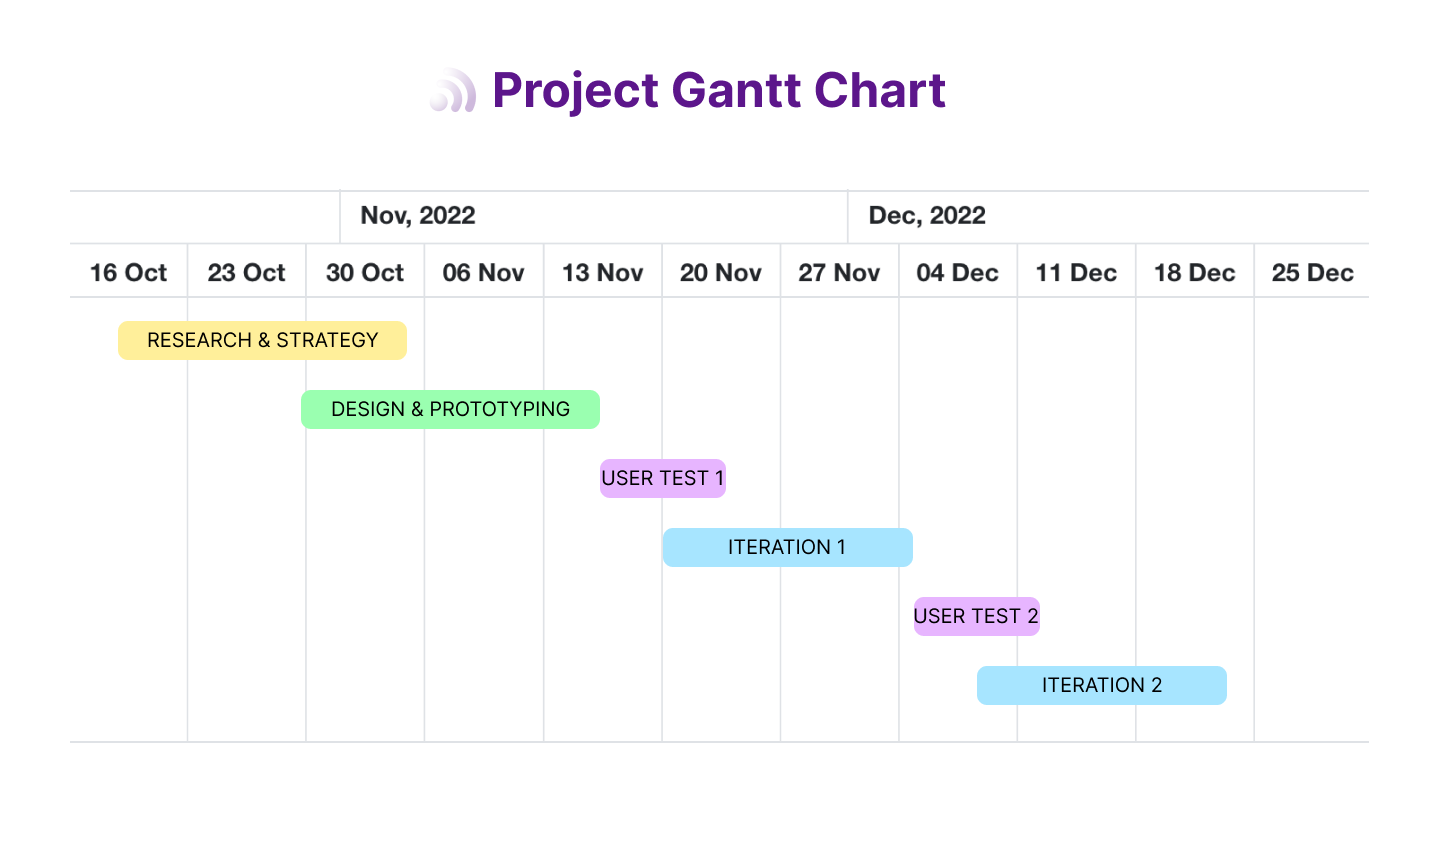 Project Gantt Chart
Nov, 2022 Dec, 2022
16 Oct 23 Oct 30 Oct 06 Nov 13 Nov 20 Nov 27 Nov 04 Dec 11 Dec 18 Dec 25 Dec
RESEARCH & STRATEGY
DESIGN & PROTOTYPING
USER TEST 1
ITERATION 1
USER TEST 2
ITERATION 2